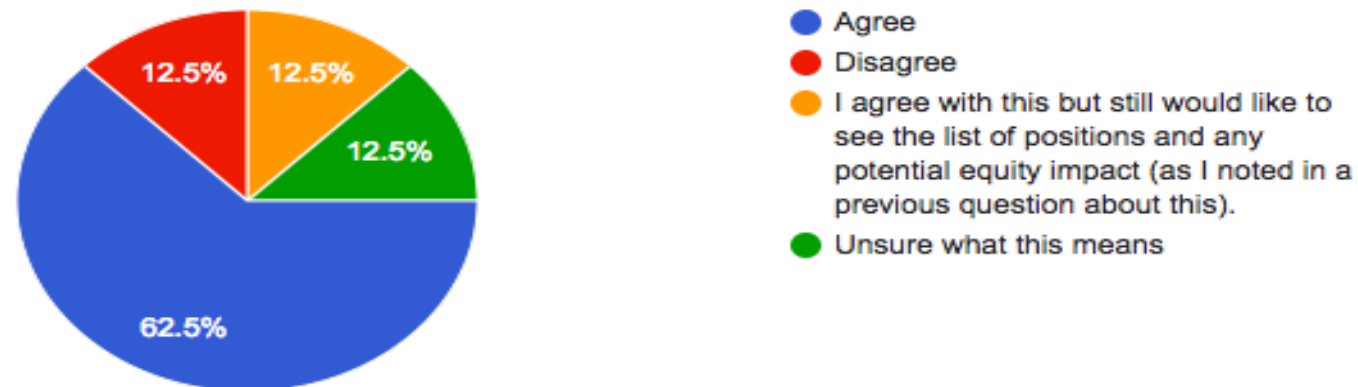 12.5%
12.5%
12.5%
62.5%
Agree
Disagree
I agree with this but still would like to
see the list of positions and any
potential equity impact (as I noted in a
previous question about this).
Unsure what this means